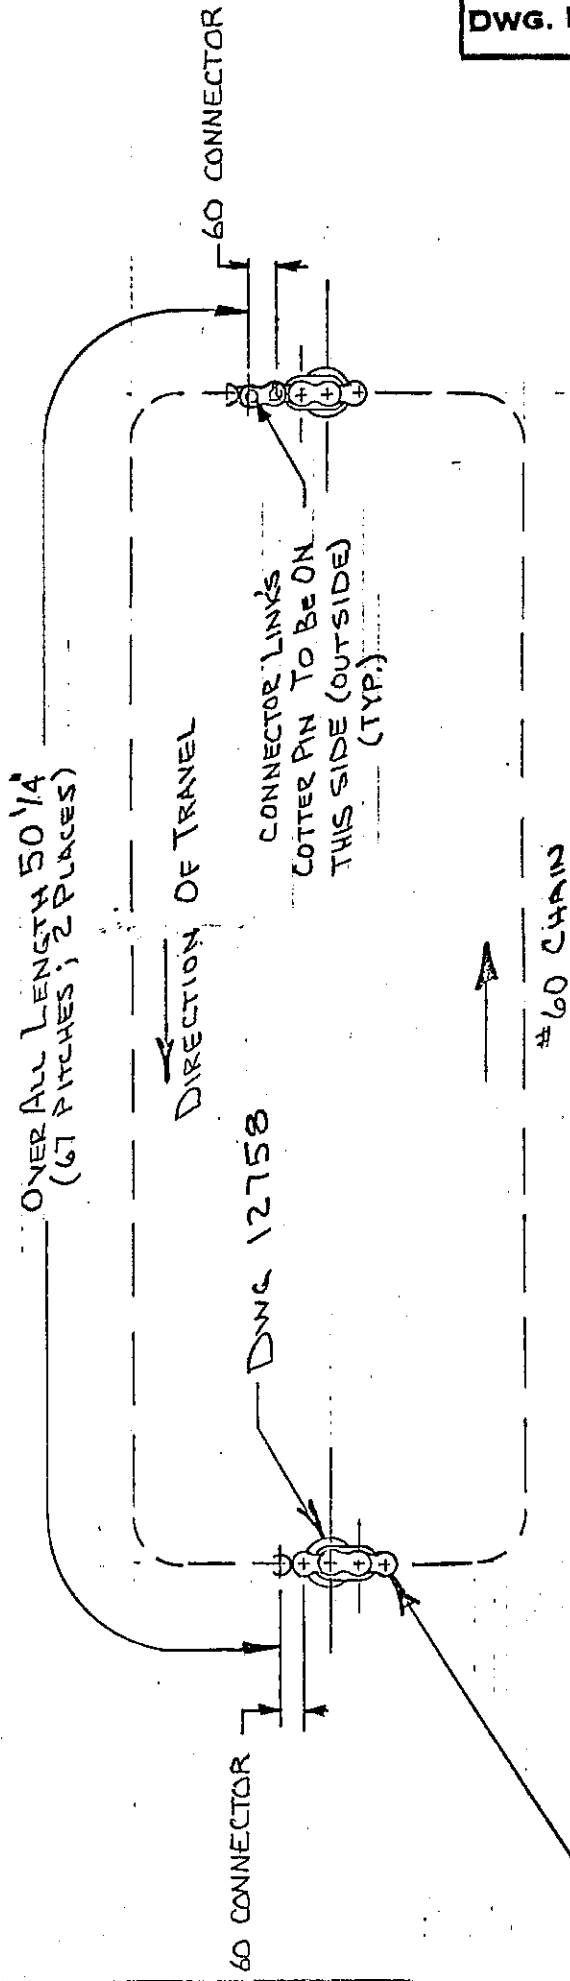 DWG.
60 CONNECTOR
OVER ALL LENGTH 50 1/4"
(67 PITCHES; 2 PLACES)
DIRECTION OF TRAVEL
CONNECTOR LINK'S
COTTER PIN TO BE ON
THIS SIDE (OUTSIDE)
(TYP.)
DWG 12758
#60 CHAIN
60 CONNECTOR